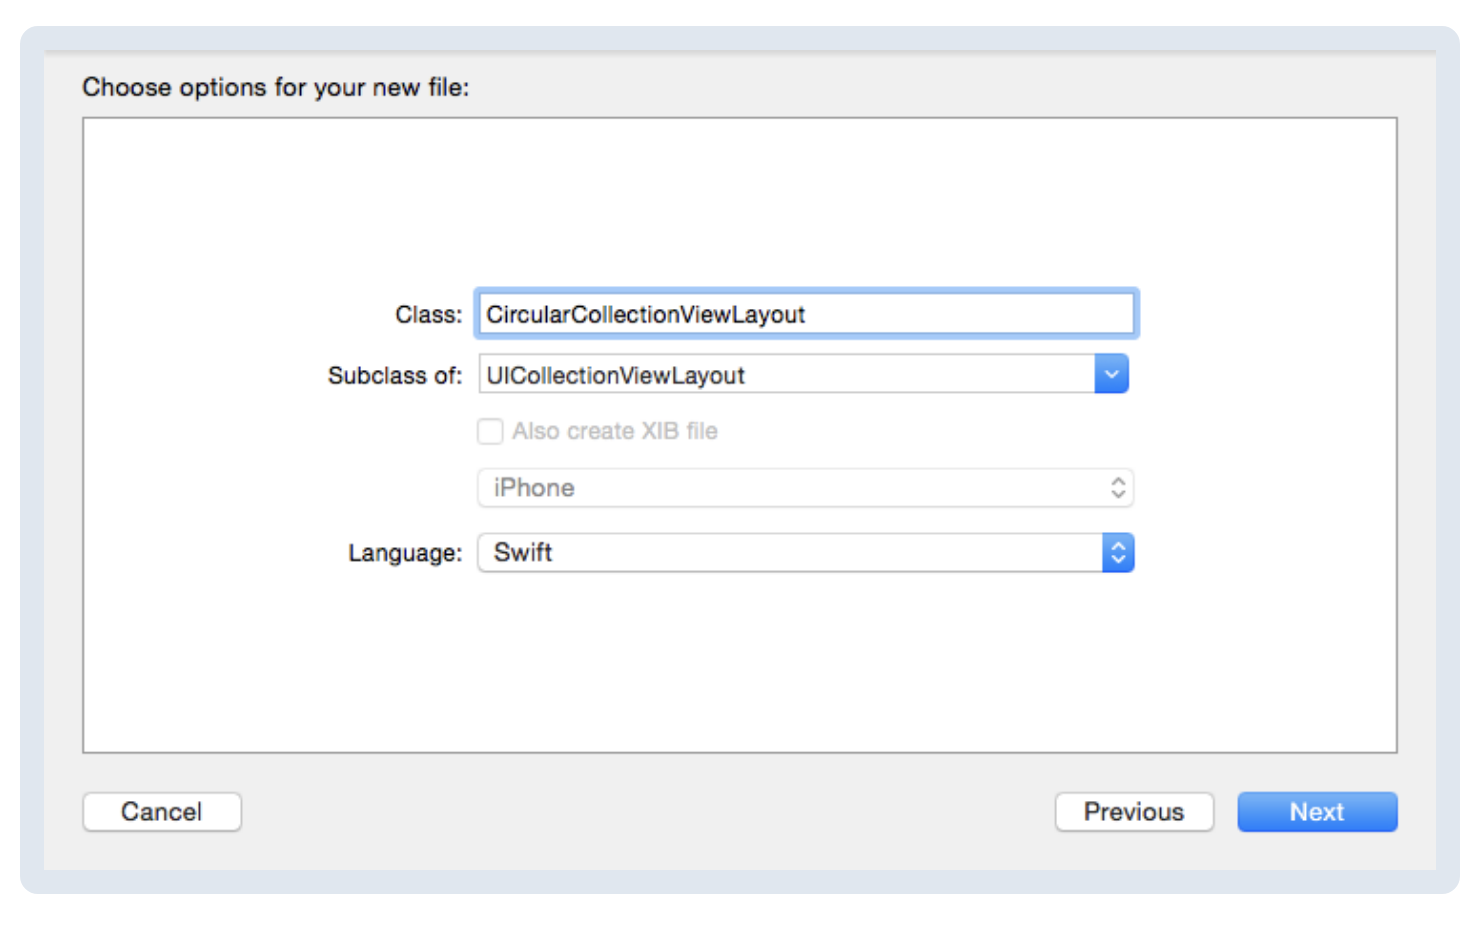 Choose options for your new file:
Class: CircularCollectionViewLayout
Subclass of: UICollectionViewLayout
Also create XIB file
iPhone
Language: Swift
Cancel Previous Next